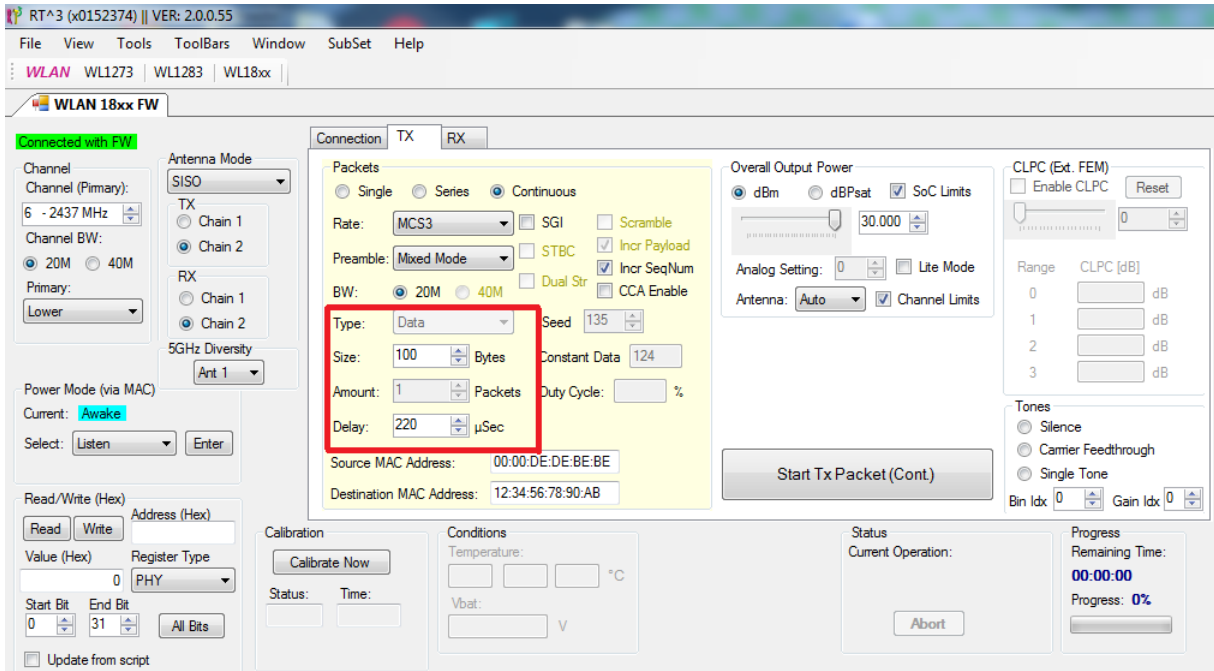 RT^3 (x0152374) || VER: 2.0.0.55
File View Tools ToolBars Window SubSet Help
WLAN WL1273 WL1283 WL18xx
WLAN 18xx FW
Connected with FW
Channel
Channel (Pirmary):
6 - 2437 MHz
Channel BW:
20M 40M
Primary:
Lower
Antenna Mode
SISO
TX
Chain 1
Chain 2
RX
Chain 1
Chain 2
5GHz Diversity
Ant 1
Power Mode (via MAC)
Current: Awake
Select: Listen Enter
Read/Write (Hex)
Address (Hex)
Read Write
Value (Hex) Register Type
0 PHY
Start Bit End Bit
0 31 All Bits
Update from script
Connection TX RX
Packets
Single Series Continuous
Rate: MCS3 SGI Scramble
STBC Incr Payload
Preamble: Mixed Mode Incr SeqNum
Dual Str
BW: 20M 40M CCA Enable
Type: Data Seed 135
Size: 100 Bytes Constant Data 124
Amount: 1 Packets Duty Cycle: %
Delay: 220 µSec
Source MAC Address: 00:00:DE:DE:BE:BE
Destination MAC Address: 12:34:56:78:90:AB
Overall Output Power
dBm dBPsat SoC Limits
30.000
Analog Setting: 0 Lite Mode
Antenna: Auto Channel Limits
Start Tx Packet (Cont.)
CLPC (Ext. FEM)
Enable CLPC Reset
0
Range CLPC [dB]
0 dB
1 dB
2 dB
3 dB
Tones
Silence
Carrier Feedthrough
Single Tone
Bin Idx 0 Gain Idx 0
Calibration
Calibrate Now
Status: Time:
Conditions
Temperature:
°C
Vbat:
V
Status
Current Operation:
Abort
Progress
Remaining Time:
00:00:00
Progress: 0%